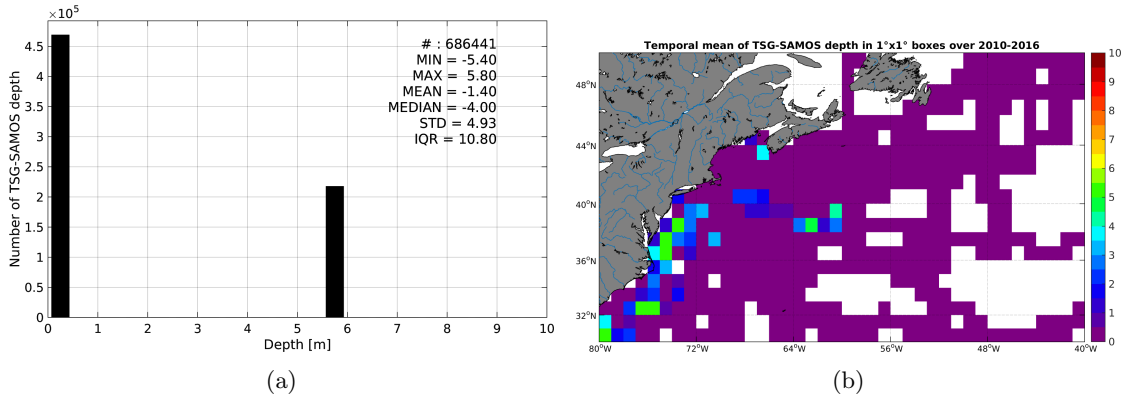 ×10⁵
4.5
4
3.5
3
2.5
2
1.5
1
0.5
0
Number of TSG-SAMOS depth
# : 686441
MIN = -5.40
MAX = 5.80
MEAN = -1.40
MEDIAN = -4.00
STD = 4.93
IQR = 10.80
0 1 2 3 4 5 6 7 8 9 10
Depth [m]
(a)
Temporal mean of TSG-SAMOS depth in 1°x1° boxes over 2010-2016
48°N
44°N
40°N
36°N
32°N
80°W 72°W 64°W 56°W 48°W 40°W
10
9
8
7
6
5
4
3
2
1
0
(b)